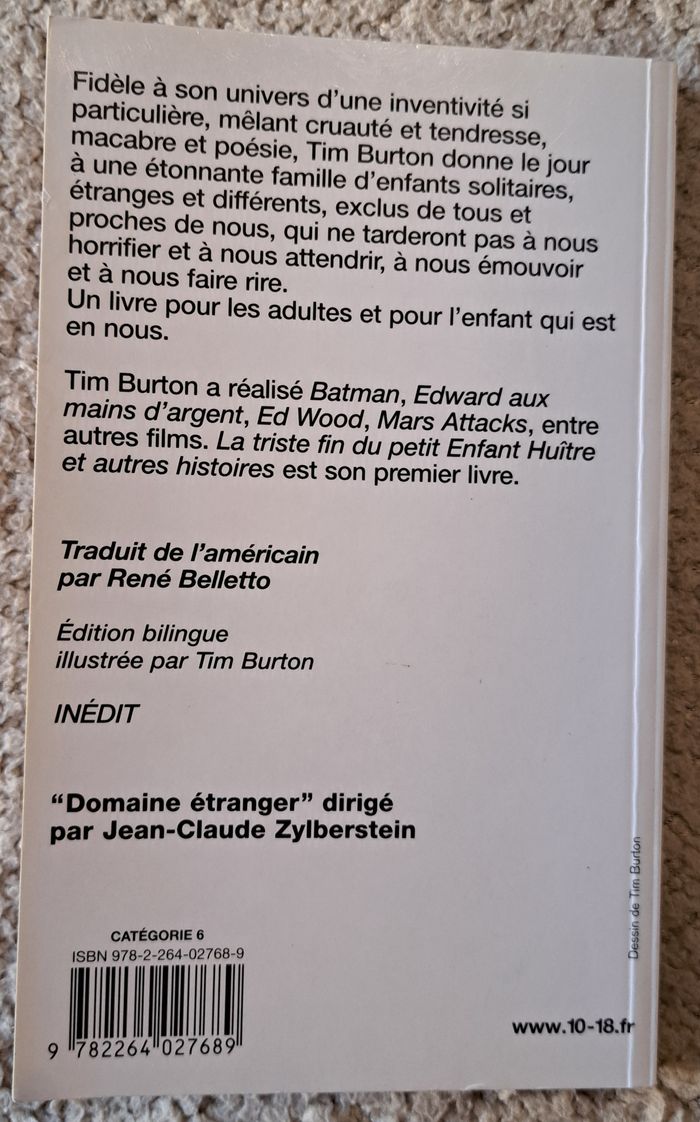 Fidèle à son univers d'une inventivité si
particulière, mêlant cruauté et tendresse,
macabre et poésie, Tim Burton donne le jour
à une étonnante famille d'enfants solitaires,
étranges et différents, exclus de tous et
proches de nous, qui ne tarderont pas à nous
horrifier et à nous attendrir, à nous émouvoir
et à nous faire rire.
Un livre pour les adultes et pour l'enfant qui est
en nous.
Tim Burton a réalisé Batman, Edward aux
mains d'argent, Ed Wood, Mars Attacks, entre
autres films. La triste fin du petit Enfant Huître
et autres histoires est son premier livre.
Traduit de l'américain
par René Belletto
Édition bilingue
illustrée par Tim Burton
INÉDIT
"Domaine étranger" dirigé
par Jean-Claude Zylberstein
CATÉGORIE 6
ISBN 978-2-264-02768-9
9 782264 027689
www.10-18.fr
Dessin de Tim Burton